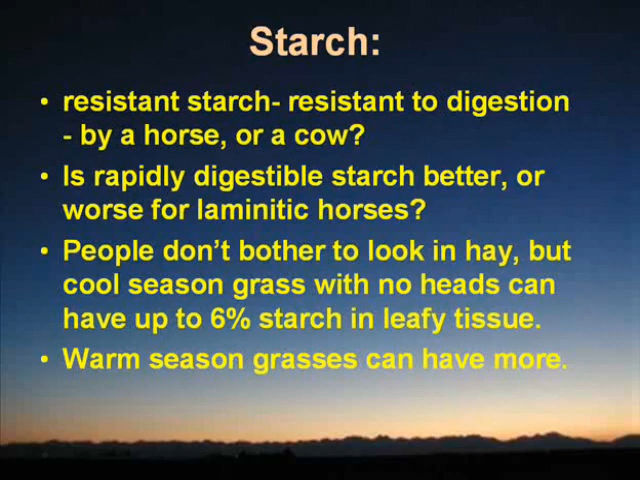 Starch:
• resistant starch- resistant to digestion
- by a horse, or a cow?
• Is rapidly digestible starch better, or
worse for laminitic horses?
• People don't bother to look in hay, but
cool season grass with no heads can
have up to 6% starch in leafy tissue.
• Warm season grasses can have more.